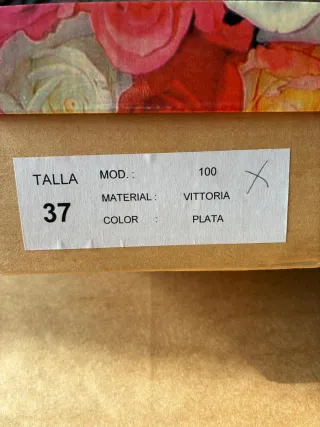 TALLA
37
MOD. : 100
MATERIAL : VITTORIA
COLOR : PLATA